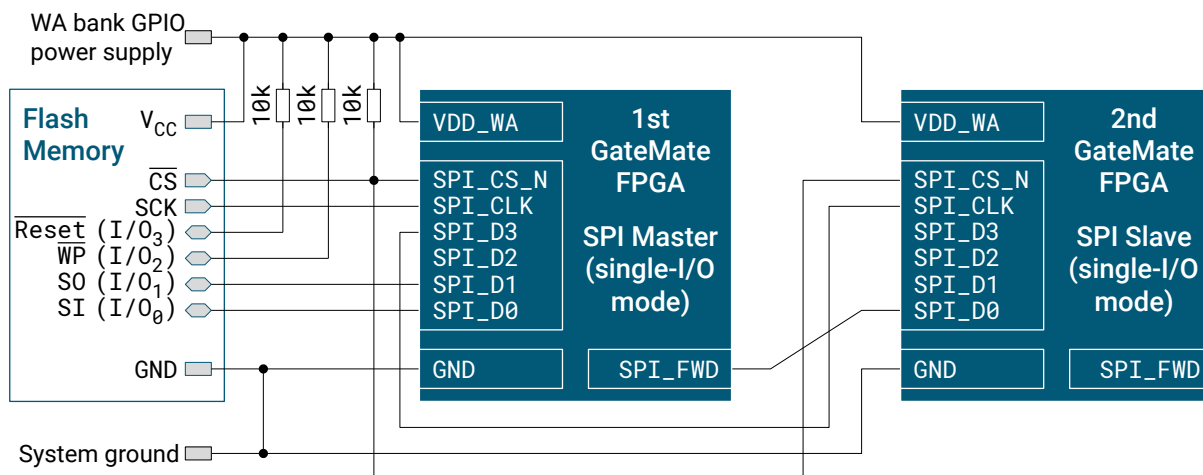 WA bank GPIO
power supply
Flash
Memory
VCC
CS
SCK
Reset (I/O3)
WP (I/O2)
SO (I/O1)
SI (I/O0)
GND
System ground
10k
10k
10k
VDD_WA
SPI_CS_N
SPI_CLK
SPI_D3
SPI_D2
SPI_D1
SPI_D0
GND
SPI_FWD
1st
GateMate
FPGA
SPI Master
(single-I/O
mode)
VDD_WA
SPI_CS_N
SPI_CLK
SPI_D3
SPI_D2
SPI_D1
SPI_D0
GND
SPI_FWD
2nd
GateMate
FPGA
SPI Slave
(single-I/O
mode)